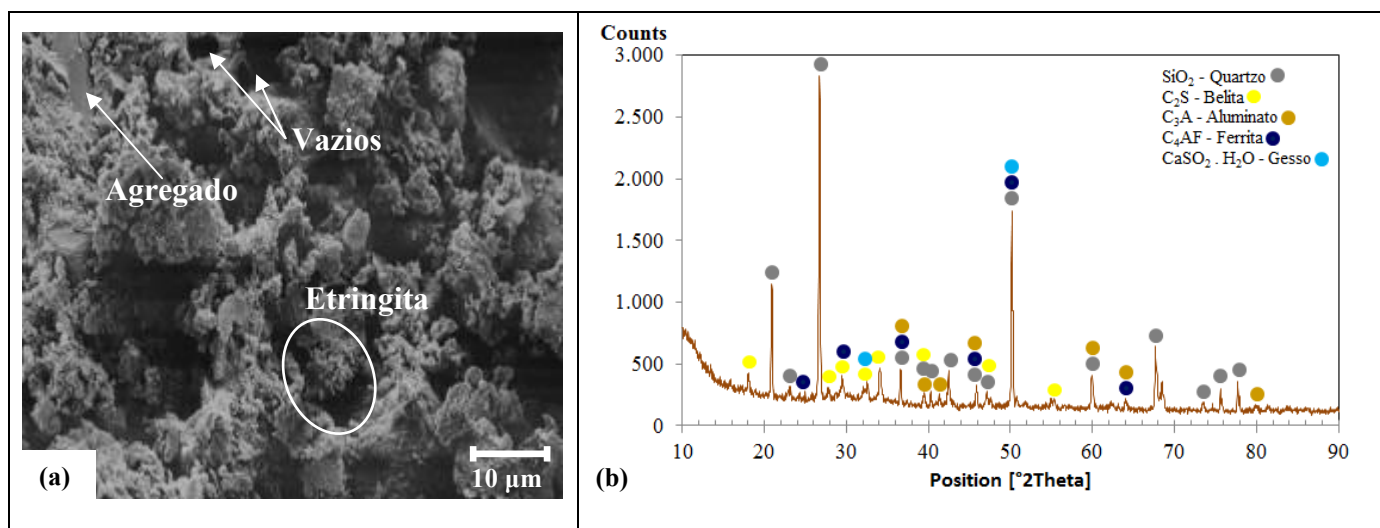 Vazios
Agregado
Etringita
10 µm
(a)
Counts
3.000
2.500
2.000
1.500
1.000
500
0
SiO₂ - Quartzo
C₂S - Belita
C₃A - Aluminato
C₄AF - Ferrita
CaSO₂ . H₂O - Gesso
10 20 30 40 50 60 70 80 90
Position [°2Theta]
(b)